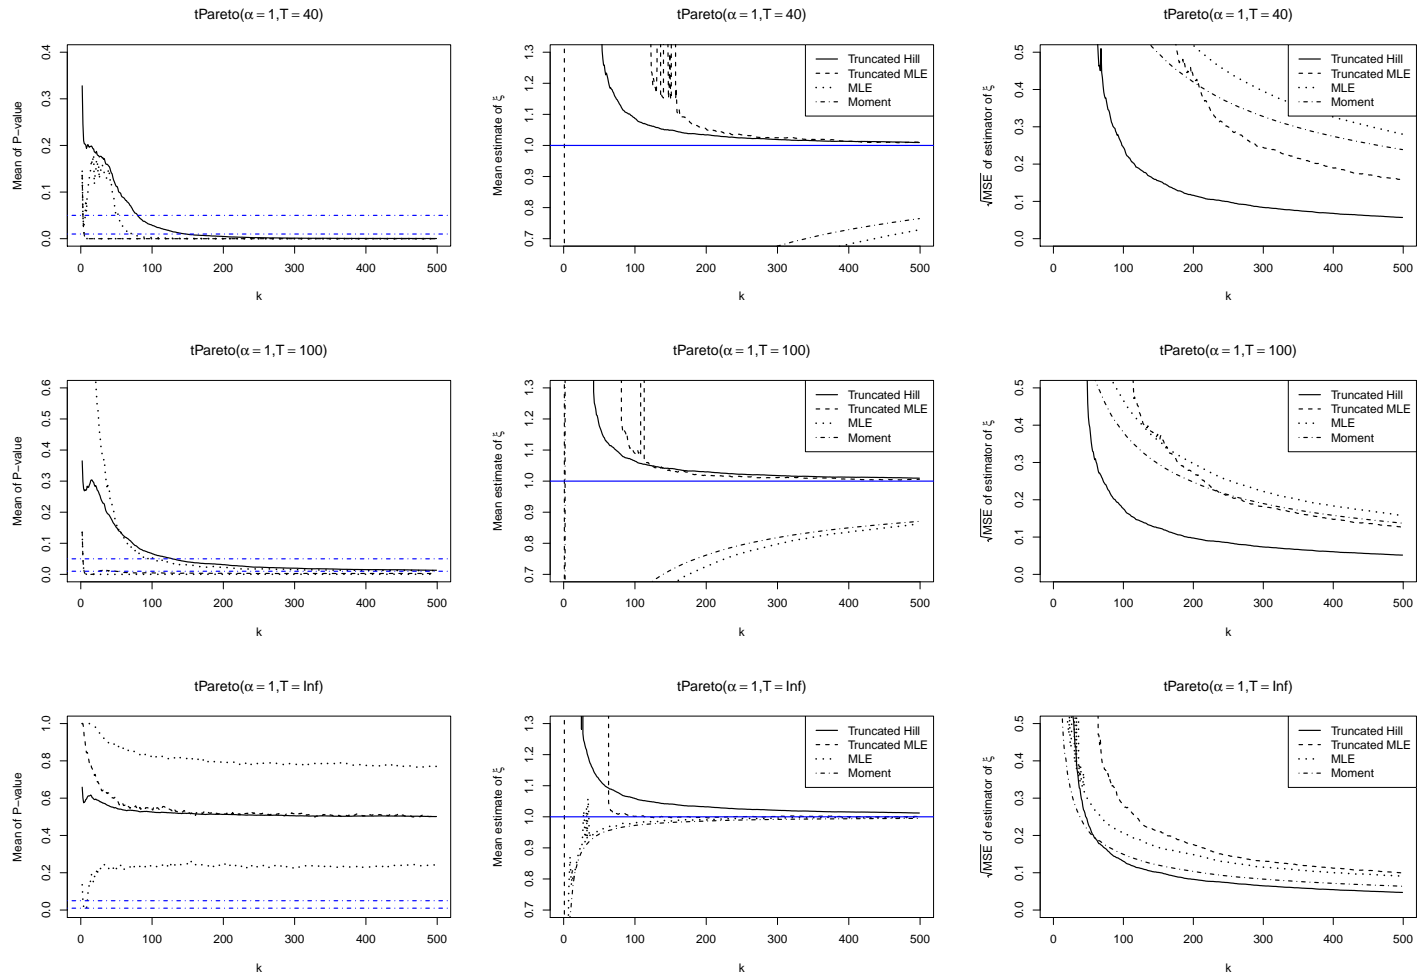 tPareto(α = 1, T = 40)
Mean of P−value
0.0 0.1 0.2 0.3 0.4
0 100 200 300 400 500
k
tPareto(α = 1, T = 40)
Mean estimate of ξ
0.7 0.8 0.9 1.0 1.1 1.2 1.3
Truncated Hill
Truncated MLE
MLE
Moment
0 100 200 300 400 500
k
tPareto(α = 1, T = 40)
√MSE of estimator of ξ
0.0 0.1 0.2 0.3 0.4 0.5
Truncated Hill
Truncated MLE
MLE
Moment
0 100 200 300 400 500
k
tPareto(α = 1, T = 100)
Mean of P−value
0.0 0.1 0.2 0.3 0.4 0.5 0.6
0 100 200 300 400 500
k
tPareto(α = 1, T = 100)
Mean estimate of ξ
0.7 0.8 0.9 1.0 1.1 1.2 1.3
Truncated Hill
Truncated MLE
MLE
Moment
0 100 200 300 400 500
k
tPareto(α = 1, T = 100)
√MSE of estimator of ξ
0.0 0.1 0.2 0.3 0.4 0.5
Truncated Hill
Truncated MLE
MLE
Moment
0 100 200 300 400 500
k
tPareto(α = 1, T = Inf)
Mean of P−value
0.0 0.2 0.4 0.6 0.8 1.0
0 100 200 300 400 500
k
tPareto(α = 1, T = Inf)
Mean estimate of ξ
0.7 0.8 0.9 1.0 1.1 1.2 1.3
Truncated Hill
Truncated MLE
MLE
Moment
0 100 200 300 400 500
k
tPareto(α = 1, T = Inf)
√MSE of estimator of ξ
0.0 0.1 0.2 0.3 0.4 0.5
Truncated Hill
Truncated MLE
MLE
Moment
0 100 200 300 400 500
k